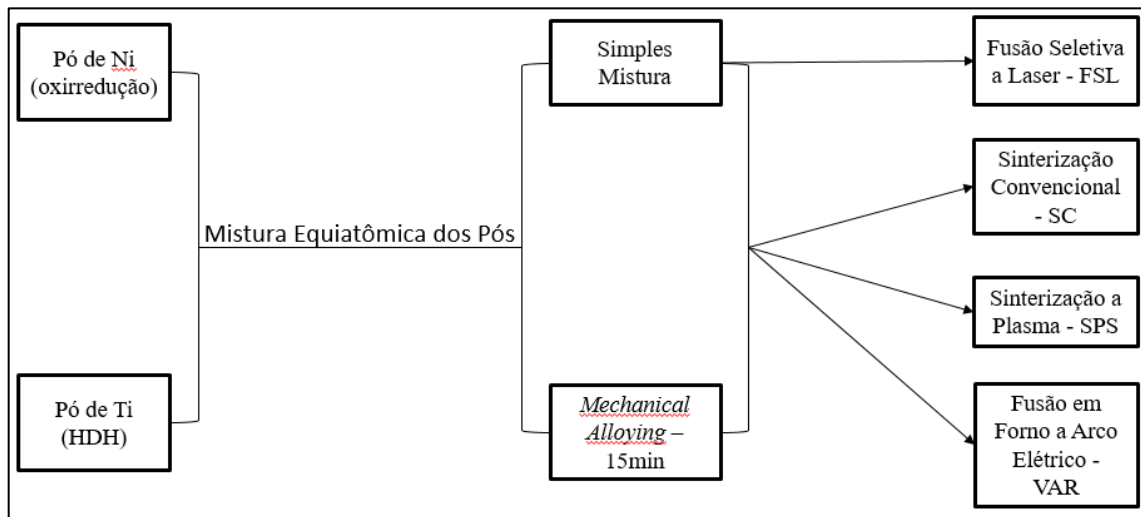 Pó de Ni
(oxirredução)
Simples
Mistura
Fusão Seletiva
a Laser - FSL
Sinterização
Convencional
- SC
Mistura Equiatômica dos Pós
Sinterização a
Plasma - SPS
Pó de Ti
(HDH)
Mechanical
Alloying –
15min
Fusão em
Forno a Arco
Elétrico -
VAR